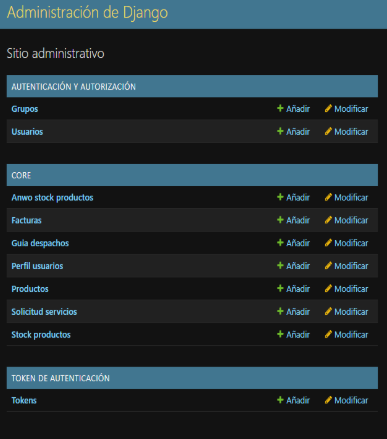 Administración de Django
Sitio administrativo
AUTENTICACIÓN Y AUTORIZACIÓN
Grupos + Añadir Modificar
Usuarios + Añadir Modificar
CORE
Anwo stock productos + Añadir Modificar
Facturas + Añadir Modificar
Guia despachos + Añadir Modificar
Perfil usuarios + Añadir Modificar
Productos + Añadir Modificar
Solicitud servicios + Añadir Modificar
Stock productos + Añadir Modificar
TOKEN DE AUTENTICACIÓN
Tokens + Añadir Modificar